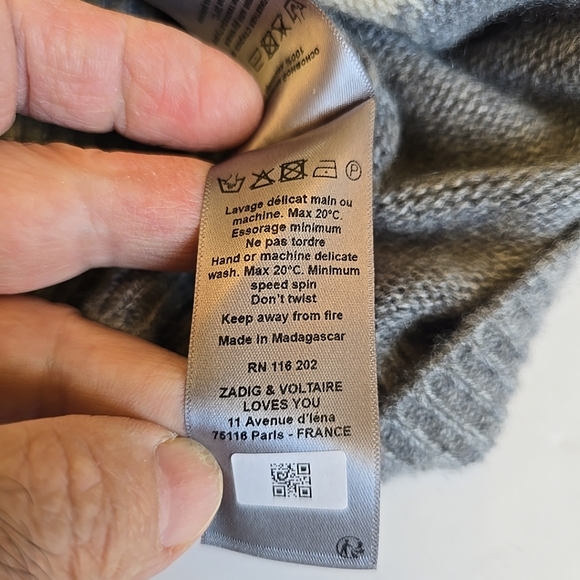 100%
P
Lavage délicat main ou
machine. Max 20°C.
Essorage minimum
Ne pas tordre
Hand or machine delicate
wash. Max 20°C. Minimum
speed spin
Don't twist
Keep away from fire
Made in Madagascar
RN 116 202
ZADIG & VOLTAIRE
LOVES YOU
11 Avenue d'Iéna
75116 Paris - FRANCE